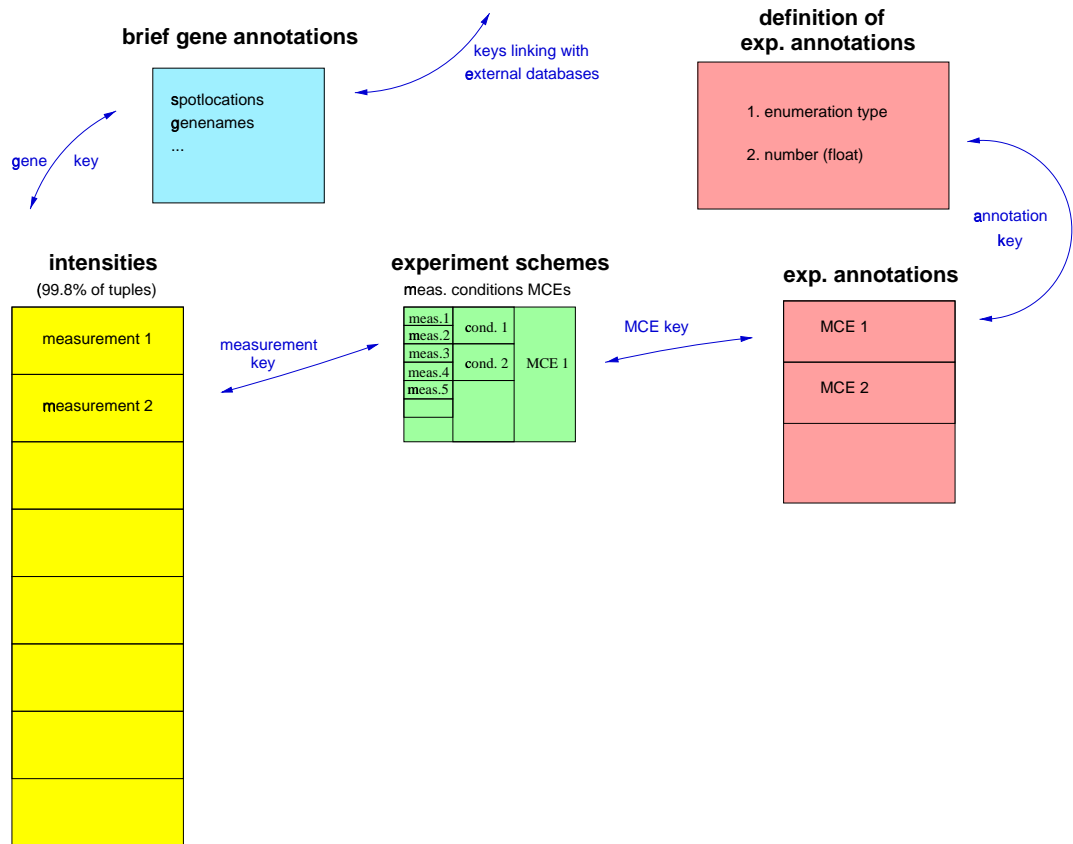 brief gene annotations
spotlocations
genenames
...
keys linking with
external databases
definition of
exp. annotations
1. enumeration type
2. number (float)
gene key
annotation
key
intensities
(99.8% of tuples)
measurement 1
measurement 2
measurement
key
experiment schemes
meas. conditions MCEs
meas.1
meas.2
meas.3
meas.4
meas.5
cond. 1
cond. 2
MCE 1
MCE key
exp. annotations
MCE 1
MCE 2